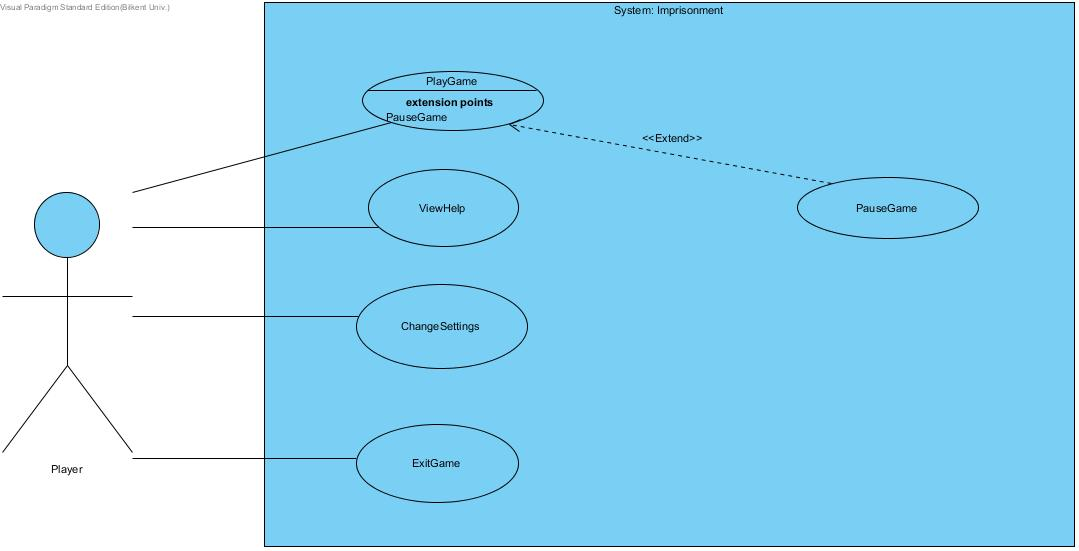 Visual Paradigm Standard Edition(Bilkent Univ.)
System: Imprisonment
PlayGame
extension points
PauseGame
<<Extend>>
ViewHelp
PauseGame
ChangeSettings
ExitGame
Player